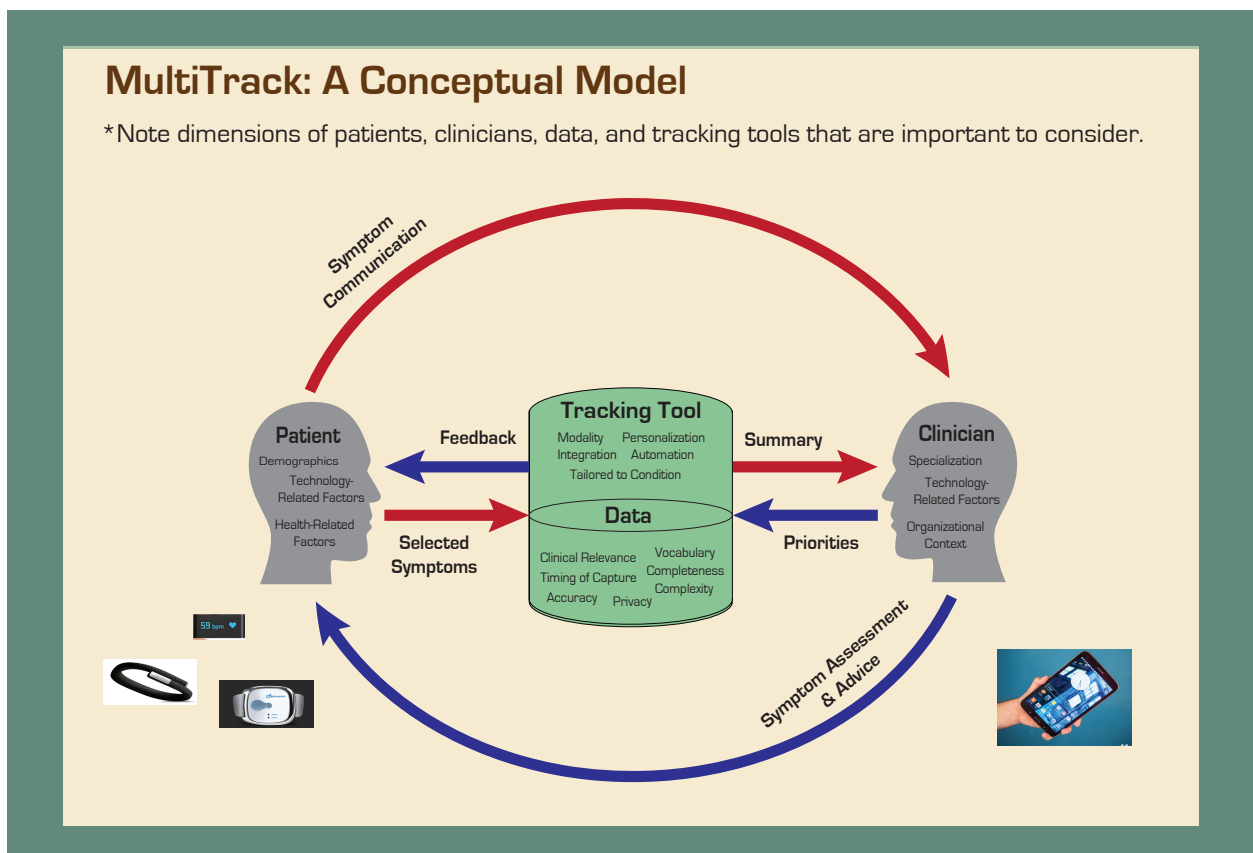 MultiTrack: A Conceptual Model
*Note dimensions of patients, clinicians, data, and tracking tools that are important to consider.
Symptom
Communication
Patient
Demographics
Technology-
Related Factors
Health-Related
Factors
Feedback
Selected
Symptoms
Tracking Tool
Modality Personalization
Integration Automation
Tailored to Condition
Data
Clinical Relevance Vocabulary
Timing of Capture Completeness
Accuracy Privacy Complexity
Summary
Priorities
Clinician
Specialization
Technology-
Related Factors
Organizational
Context
Symptom Assessment
& Advice
59 bpm